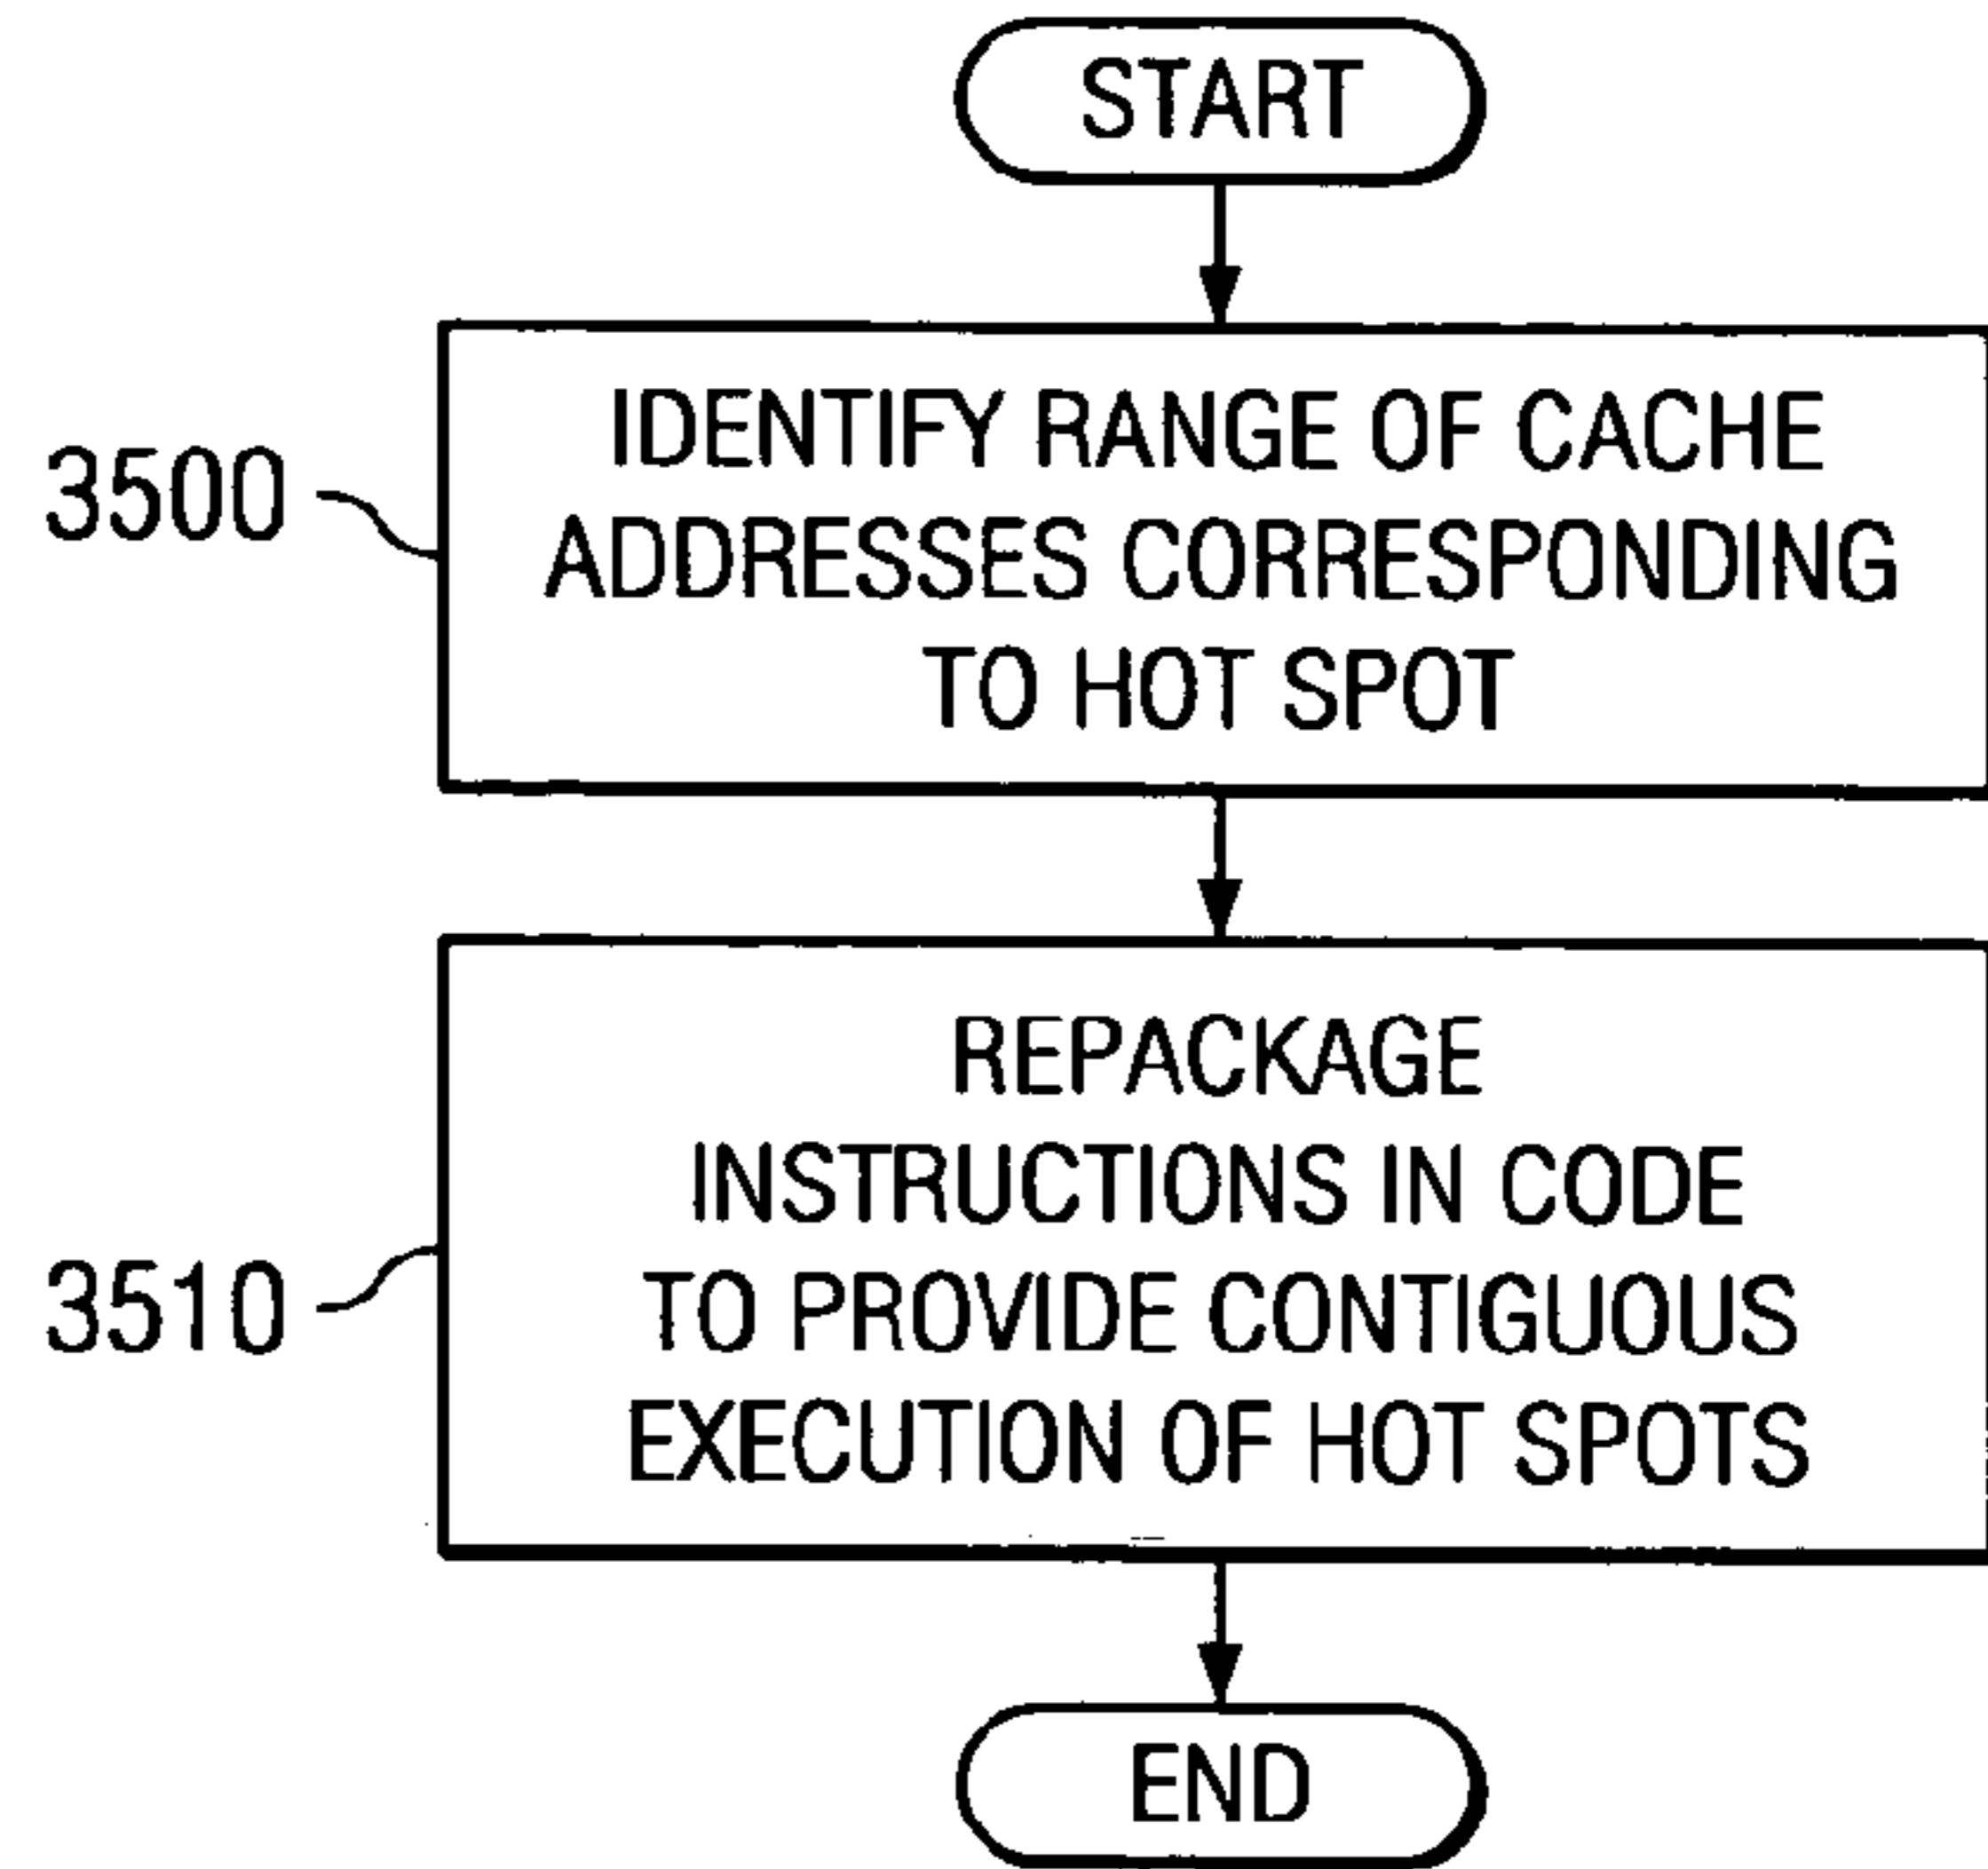 START
3500
IDENTIFY RANGE OF CACHE
ADDRESSES CORRESPONDING
TO HOT SPOT
3510
REPACKAGE
INSTRUCTIONS IN CODE
TO PROVIDE CONTIGUOUS
EXECUTION OF HOT SPOTS
END